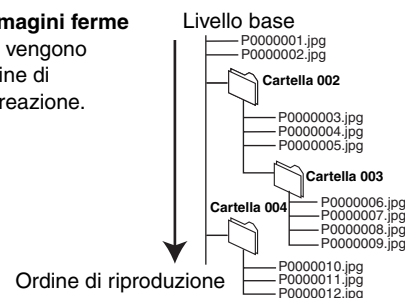 magini ferme
vengono
ine di
reazione.
Livello base
P0000001.jpg
P0000002.jpg
Cartella 002
P0000003.jpg
P0000004.jpg
P0000005.jpg
Cartella 003
P0000006.jpg
P0000007.jpg
P0000008.jpg
P0000009.jpg
Cartella 004
P0000010.jpg
P0000011.jpg
P0000012.jpg
Ordine di riproduzione